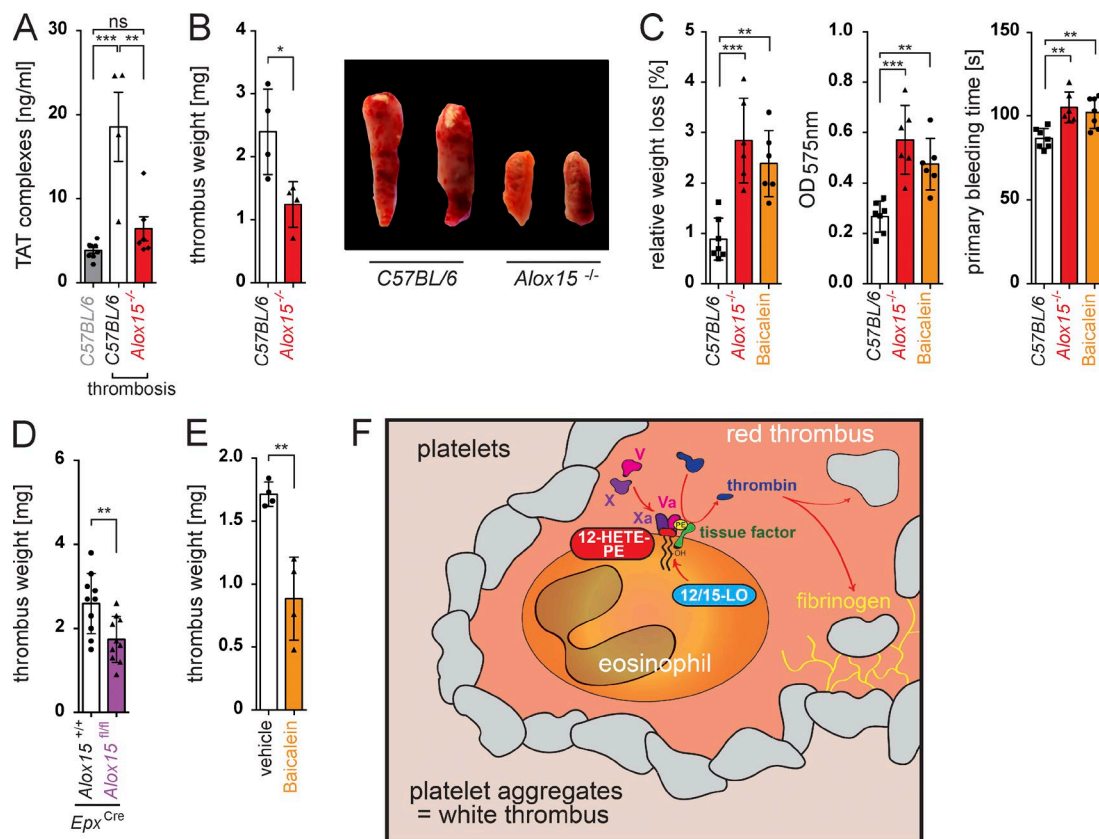 A
TAT complexes [ng/ml]
30
20
10
0
ns
***
**
C57BL/6
C57BL/6
Alox15-/-
thrombosis
B
thrombus weight [mg]
4
3
2
1
0
*
C57BL/6
Alox15-/-
C57BL/6
Alox15 -/-
C
relative weight loss [%]
5
4
3
2
1
0
**
***
C57BL/6
Alox15-/-
Baicalein
OD 575nm
1.0
0.8
0.6
0.4
0.2
0.0
**
***
C57BL/6
Alox15-/-
Baicalein
primary bleeding time [s]
150
100
50
0
**
**
C57BL/6
Alox15-/-
Baicalein
D
thrombus weight [mg]
6
4
2
0
**
Alox15+/+
Alox15fl/fl
EpxCre
E
thrombus weight [mg]
2.0
1.5
1.0
0.5
0.0
**
vehicle
Baicalein
F
platelets
red thrombus
V
X
Va
Xa
PE
thrombin
tissue factor
12-HETE-
PE
-OH
12/15-LO
fibrinogen
eosinophil
platelet aggregates
= white thrombus